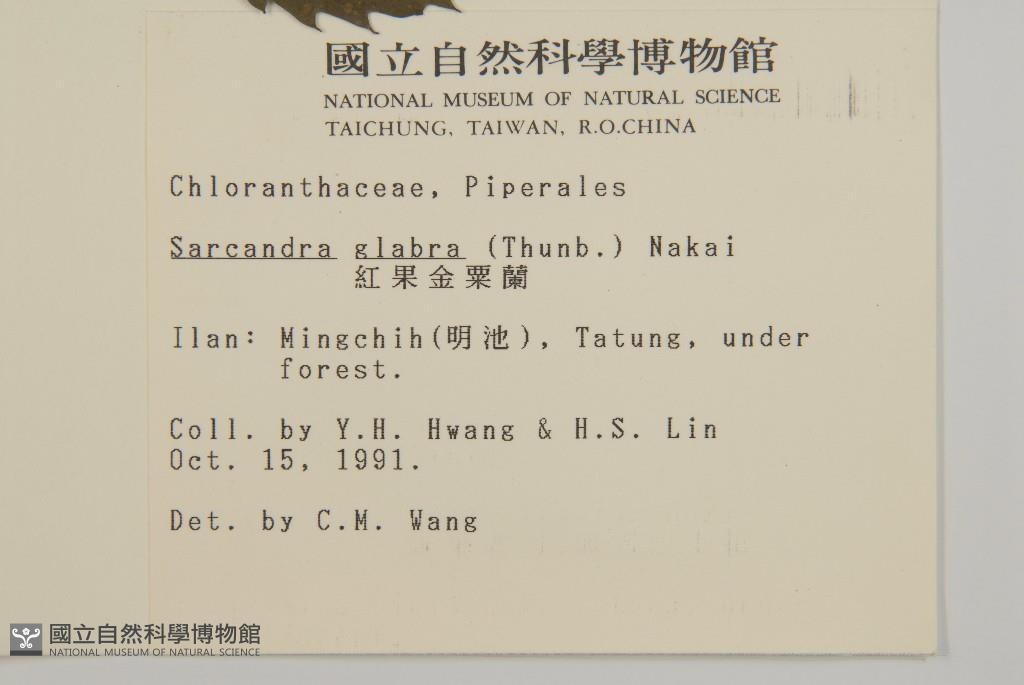 國立自然科學博物館
NATIONAL MUSEUM OF NATURAL SCIENCE
TAICHUNG, TAIWAN, R.O.CHINA
Chloranthaceae, Piperales
Sarcandra glabra (Thunb.) Nakai
紅果金粟蘭
Ilan: Mingchih(明池), Tatung, under
forest.
Coll. by Y.H. Hwang & H.S. Lin
Oct. 15, 1991.
Det. by C.M. Wang
國立自然科學博物館
NATIONAL MUSEUM OF NATURAL SCIENCE